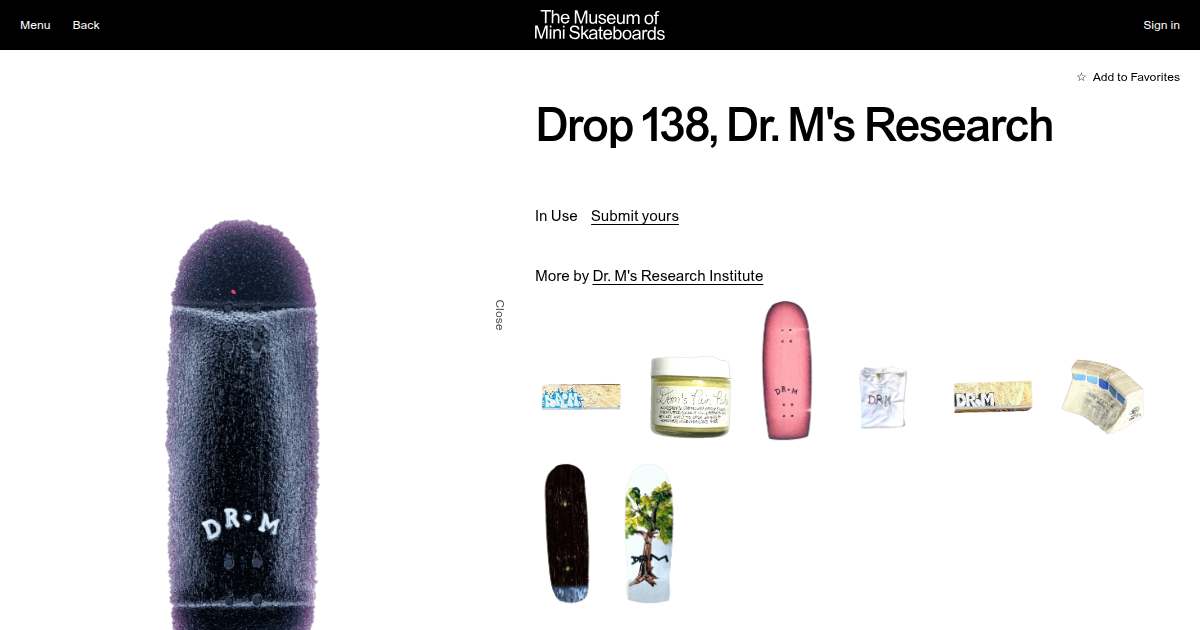 Menu
Back
The Museum of
Mini Skateboards
Sign in
☆ Add to Favorites
Drop 138, Dr. M's Research
In Use Submit yours
More by Dr. M's Research Institute
Close
DR•M
DR•M
DRM
DR•M